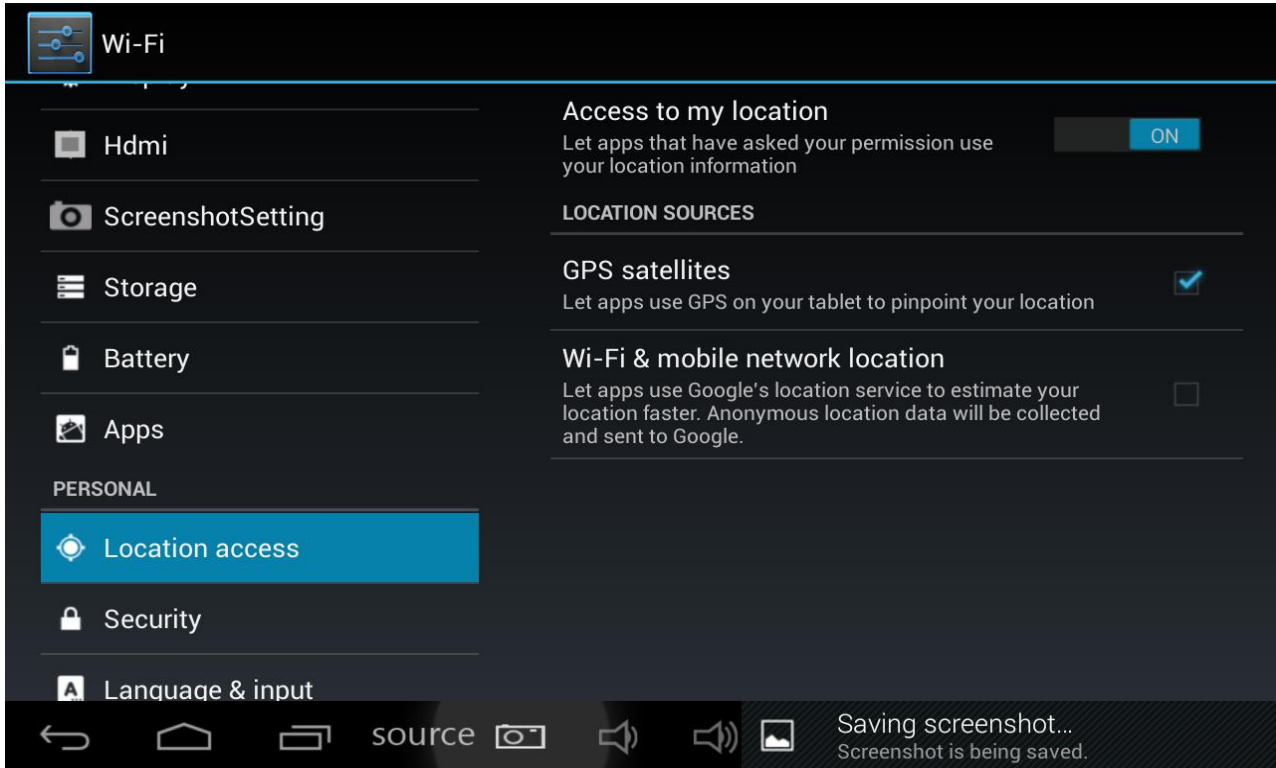 Wi-Fi
Hdmi
ScreenshotSetting
Storage
Battery
Apps
PERSONAL
Location access
Security
Language & input
Access to my location
Let apps that have asked your permission use
your location information
ON
LOCATION SOURCES
GPS satellites
Let apps use GPS on your tablet to pinpoint your location
Wi-Fi & mobile network location
Let apps use Google's location service to estimate your
location faster. Anonymous location data will be collected
and sent to Google.
source
Saving screenshot...
Screenshot is being saved.